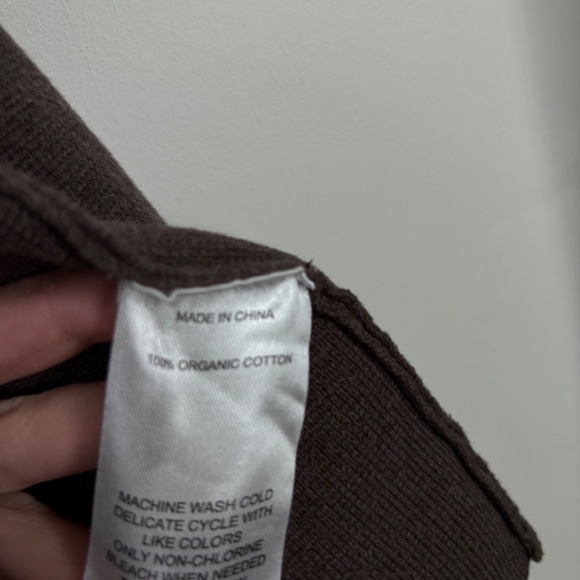 MADE IN CHINA
100% ORGANIC COTTON
MACHINE WASH COLD
DELICATE CYCLE WITH
LIKE COLORS
ONLY NON-CHLORINE
BLEACH WHEN NEEDED